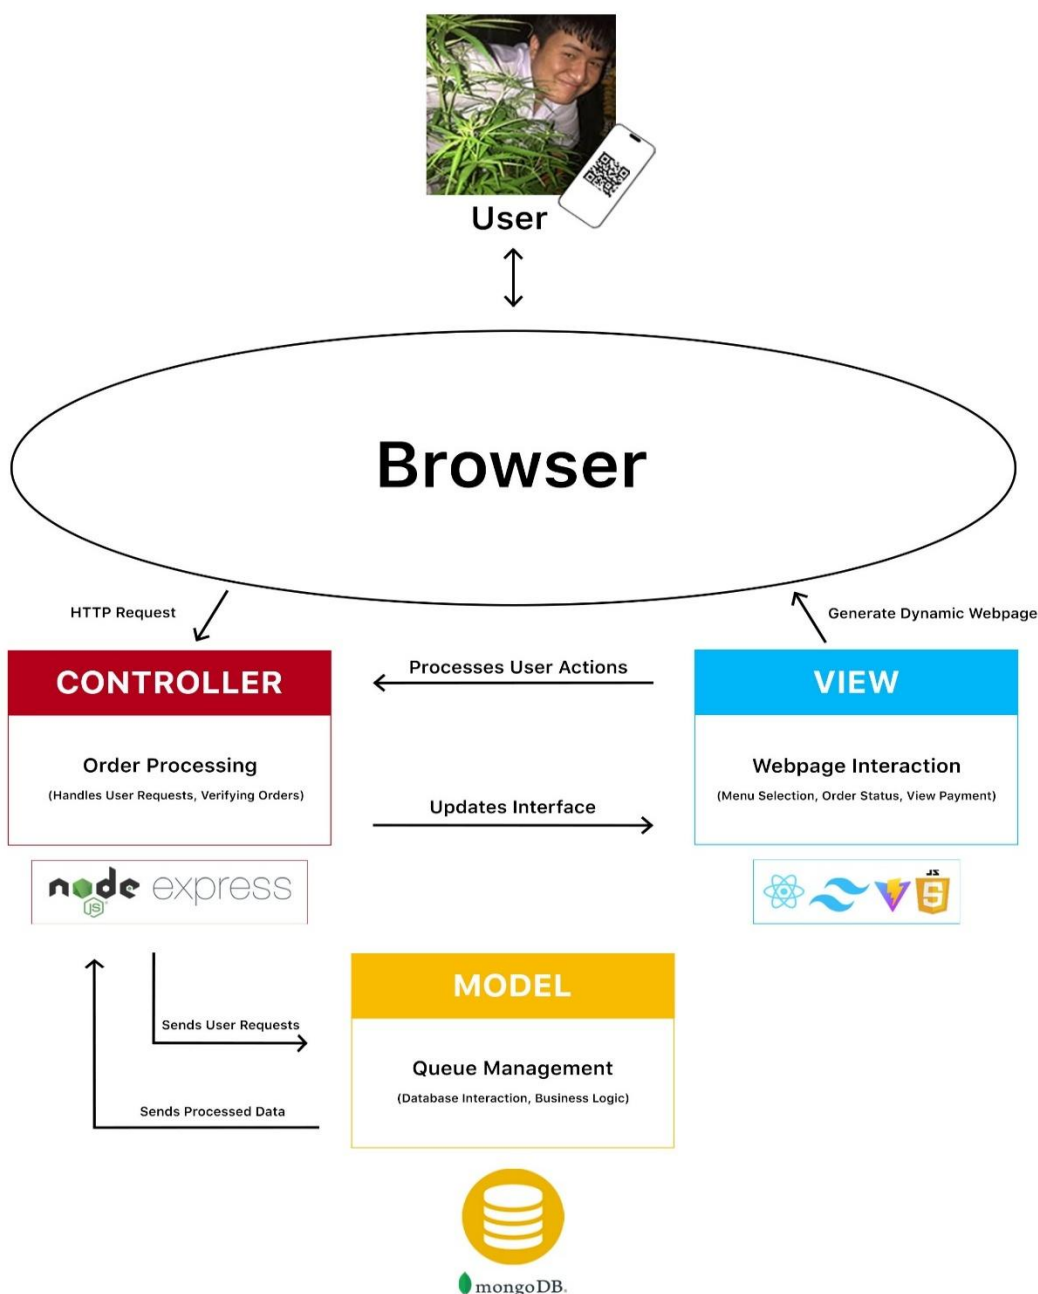 User
Browser
HTTP Request
Generate Dynamic Webpage
CONTROLLER
Processes User Actions
VIEW
Order Processing
(Handles User Requests, Verifying Orders)
Updates Interface
Webpage Interaction
(Menu Selection, Order Status, View Payment)
node
JS
express
JS
5
MODEL
Sends User Requests
Queue Management
(Database Interaction, Business Logic)
Sends Processed Data
mongoDB.